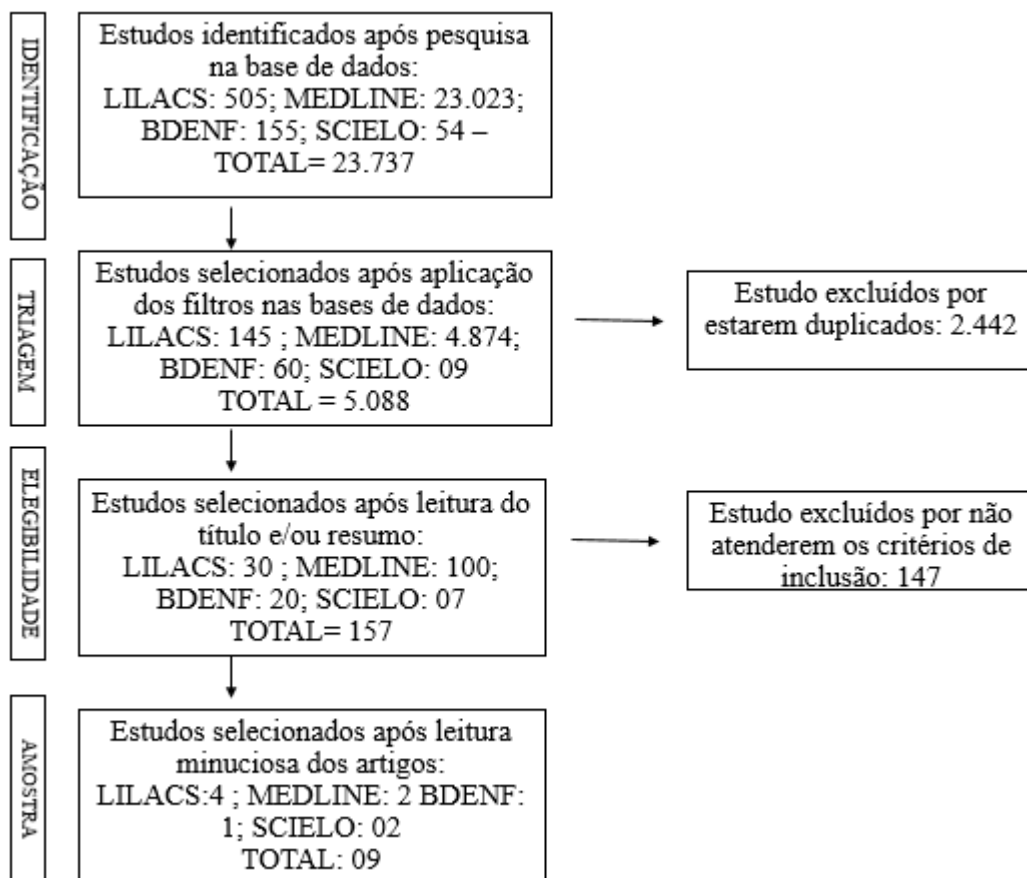 IDENTIFICAÇÃO
Estudos identificados após pesquisa
na base de dados:
LILACS: 505; MEDLINE: 23.023;
BDENF: 155; SCIELO: 54 –
TOTAL= 23.737
TRIAGEM
Estudos selecionados após aplicação
dos filtros nas bases de dados:
LILACS: 145 ; MEDLINE: 4.874;
BDENF: 60; SCIELO: 09
TOTAL = 5.088
Estudo excluídos por
estarem duplicados: 2.442
ELEGIBILIDADE
Estudos selecionados após leitura do
título e/ou resumo:
LILACS: 30 ; MEDLINE: 100;
BDENF: 20; SCIELO: 07
TOTAL= 157
Estudo excluídos por não
atenderem os critérios de
inclusão: 147
AMOSTRA
Estudos selecionados após leitura
minuciosa dos artigos:
LILACS:4 ; MEDLINE: 2 BDENF:
1; SCIELO: 02
TOTAL: 09